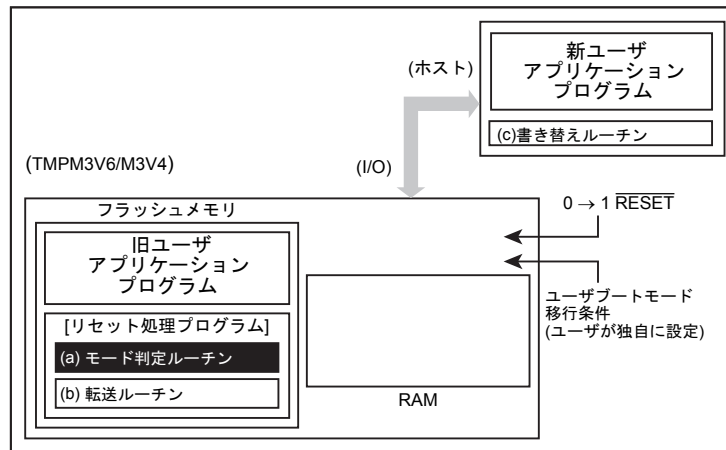 新ユーザ
アプリケーション
プログラム
(ホスト)
(c)書き替えルーチン
(TMPM3V6/M3V4)
(I/O)
フラッシュメモリ
0 → 1 RESET
旧ユーザ
アプリケーション
プログラム
ユーザブートモード
移行条件
(ユーザが独自に設定)
[リセット処理プログラム]
(a) モード判定ルーチン
(b) 転送ルーチン
RAM